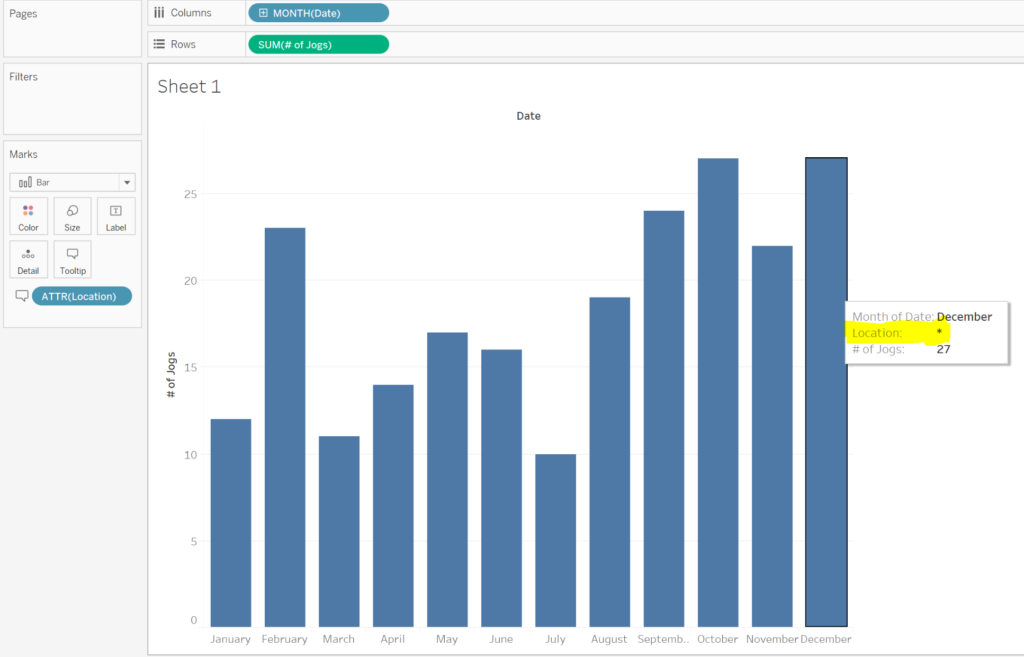 Pages
Columns
MONTH(Date)
Rows
SUM(# of Jogs)
Filters
Marks
Bar
Color Size Label
Detail Tooltip
ATTR(Location)
Sheet 1
Date
# of Jogs
25
20
15
10
5
0
January February March April May June July August Septemb.. October November December
Month of Date: December
Location: *
# of Jogs: 27